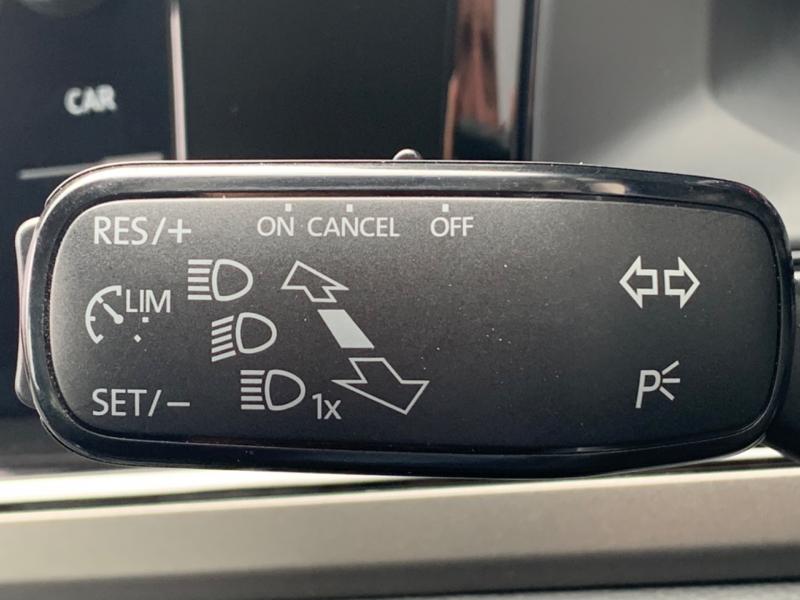 CAR
RES/+
ON CANCEL OFF
LIM
SET/-
1x
P